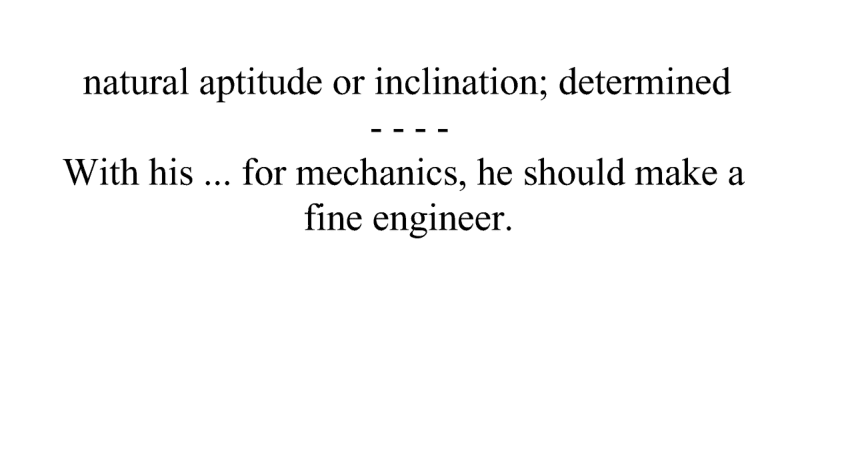 natural aptitude or inclination; determined
- - - -
With his ... for mechanics, he should make a
fine engineer.